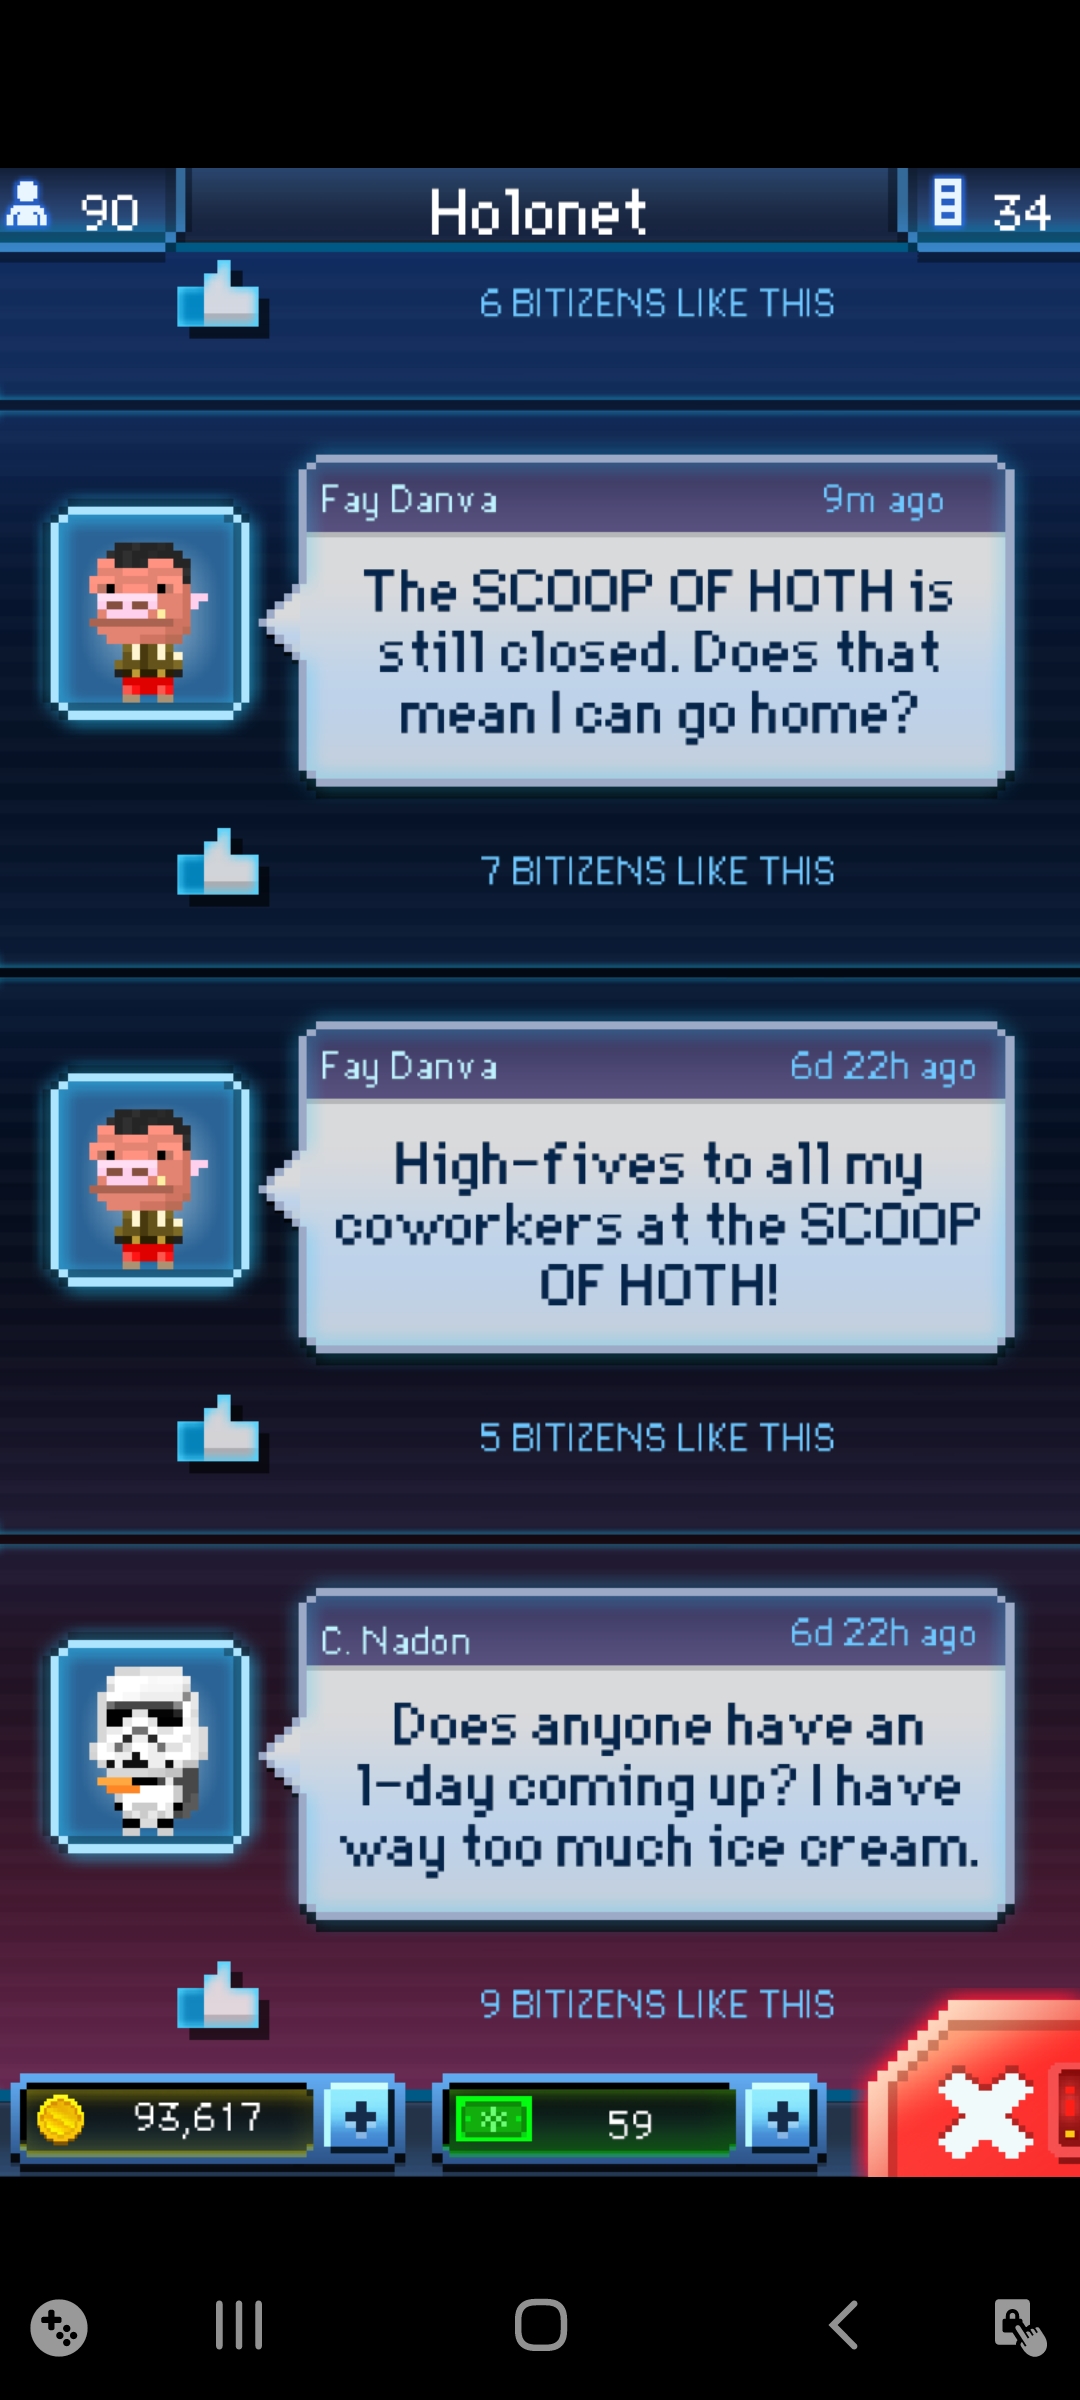 90
Holonet
34
6 BITIZENS LIKE THIS
Fay Danva
9m ago
The SCOOP OF HOTH is
still closed. Does that
mean I can go home?
7 BITIZENS LIKE THIS
Fay Danva
6d 22h ago
High-fives to all my
coworkers at the SCOOP
OF HOTH!
5 BITIZENS LIKE THIS
C. Nadon
6d 22h ago
Does anyone have an
1-day coming up? I have
way too much ice cream.
9 BITIZENS LIKE THIS
93,617
59